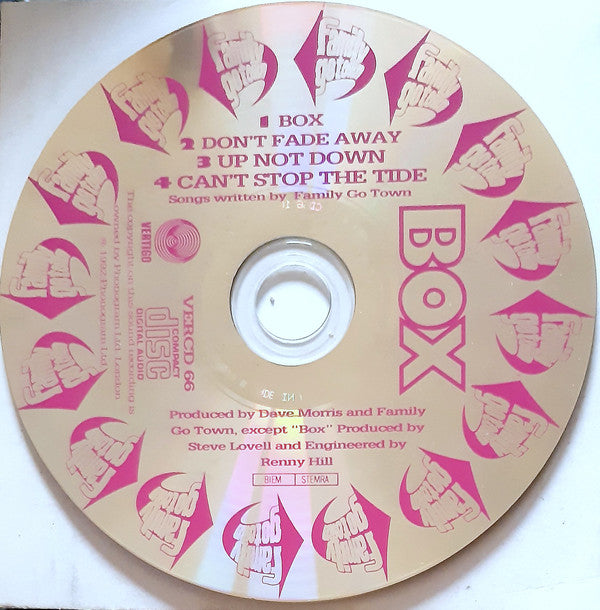 1 BOX
2 DON'T FADE AWAY
3 UP NOT DOWN
4 CAN'T STOP THE TIDE
Songs written by Family Go Town
BOX
VERTIGO
The copyright in this sound recording is
owned by Phonogram Ltd. London
℗ 1992 Phonogram Ltd.
VERCD 66
COMPACT
disc
DIGITAL AUDIO
Produced by Dave Morris and Family
Go Town, except "Box" Produced by
Steve Lovell and Engineered by
Renny Hill
BIEM STEMRA
Family
Go Town